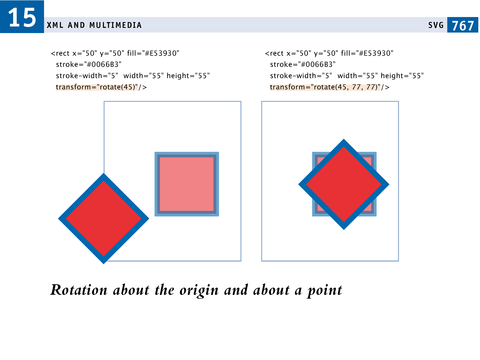 15
XML AND MULTIMEDIA
SVG 767
<rect x="50" y="50" fill="#E53930"
stroke="#0066B3"
stroke-width="5" width="55" height="55"
transform="rotate(45)"/>
<rect x="50" y="50" fill="#E53930"
stroke="#0066B3"
stroke-width="5" width="55" height="55"
transform="rotate(45, 77, 77)"/>
Rotation about the origin and about a point